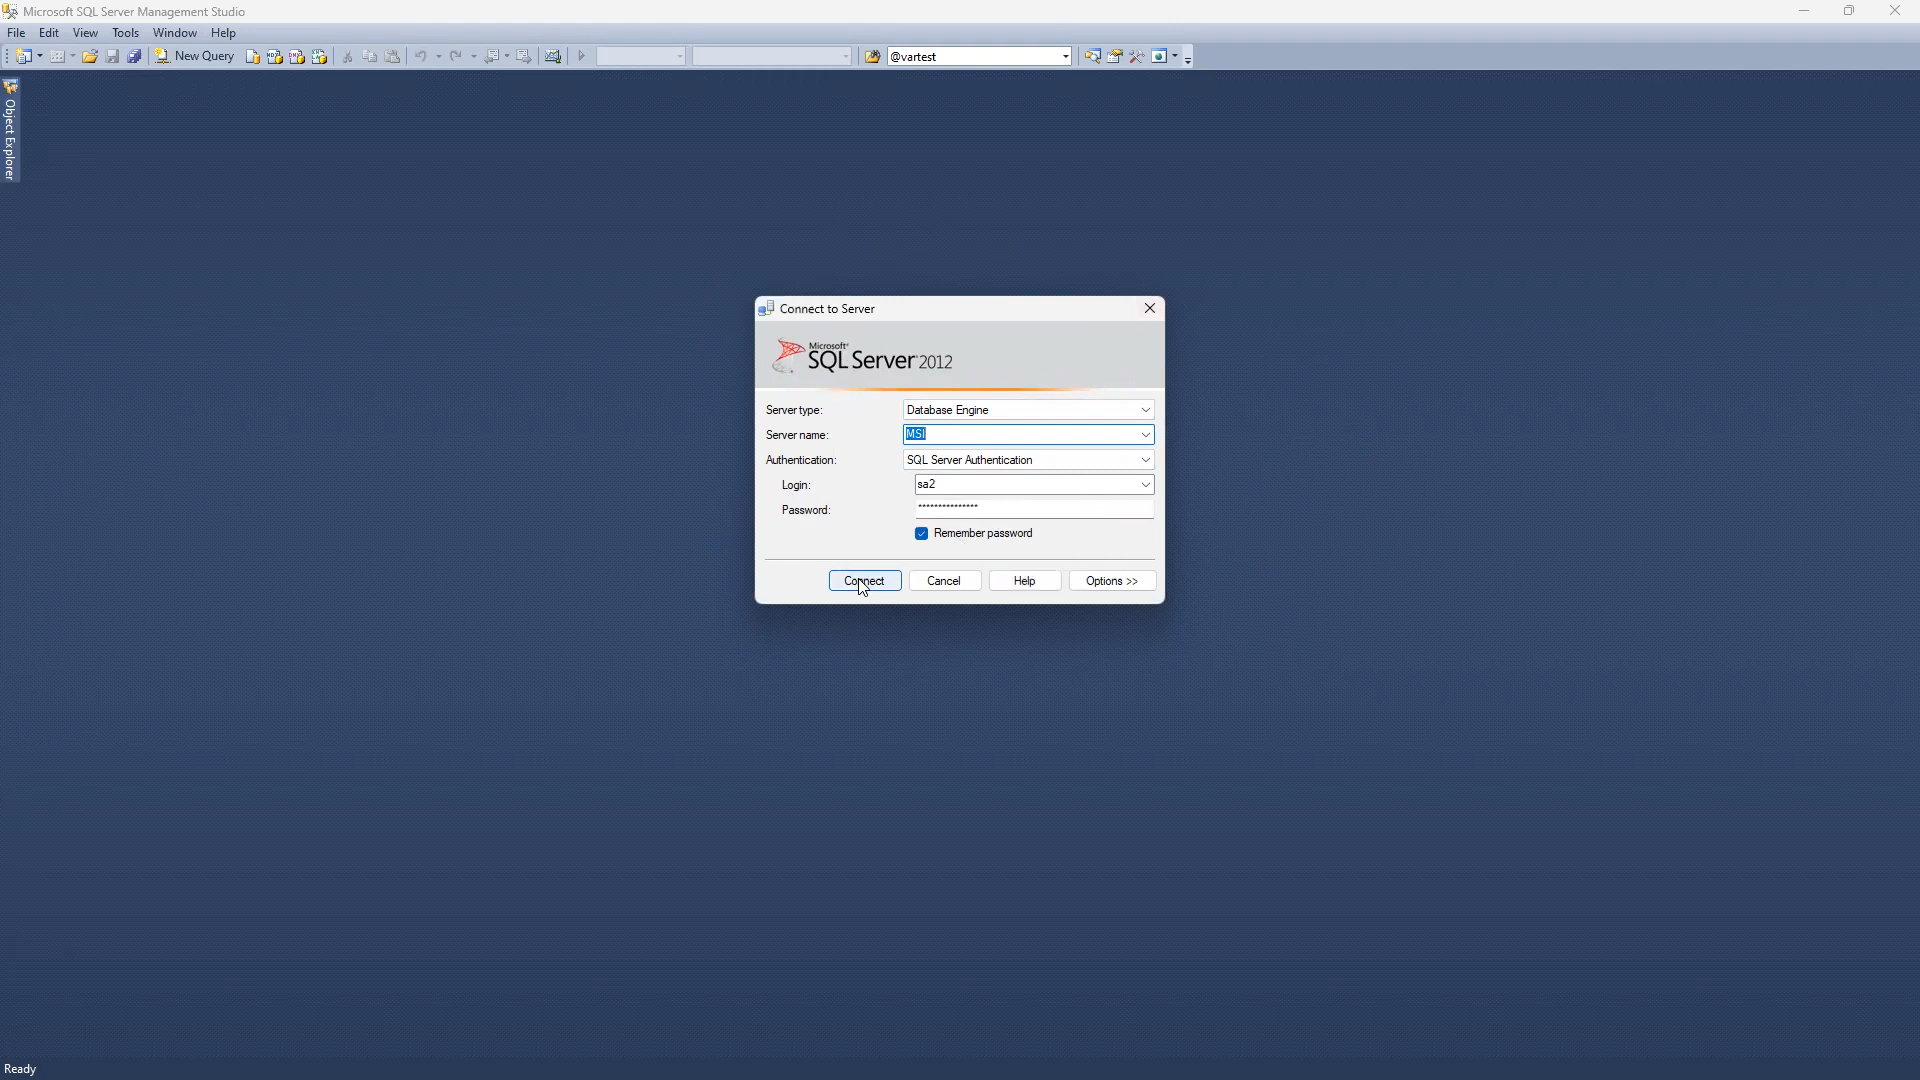 Microsoft SQL Server Management Studio
File Edit View Tools Window Help
New Query @vartest
Object Explorer
Connect to Server
Microsoft®
SQL Server® 2012
Server type: Database Engine
Server name: MSI
Authentication: SQL Server Authentication
Login: sa2
Password: ***************
Remember password
Connect Cancel Help Options >>
Ready